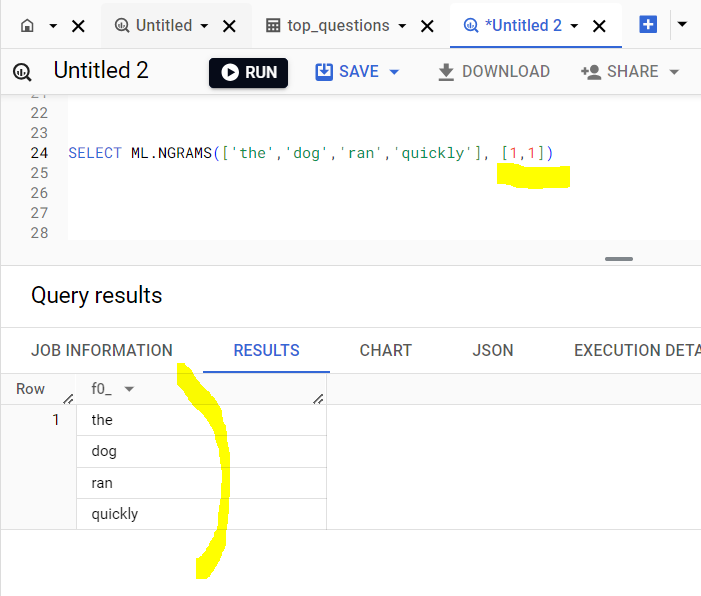 Untitled top_questions *Untitled 2
Untitled 2 RUN SAVE DOWNLOAD SHARE
22
23
24 SELECT ML.NGRAMS(['the','dog','ran','quickly'], [1,1])
25
26
27
28
Query results
JOB INFORMATION RESULTS CHART JSON EXECUTION DETA
Row f0_
1 the
dog
ran
quickly